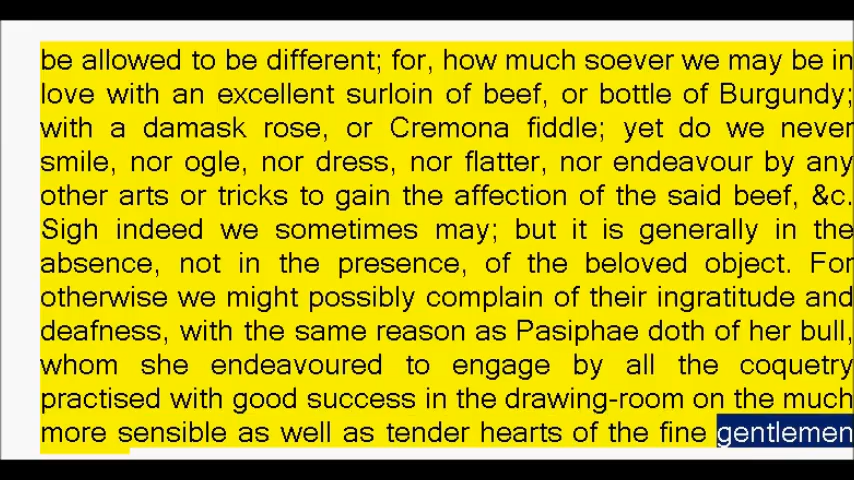 be allowed to be different; for, how much soever we may be in
love with an excellent surloin of beef, or bottle of Burgundy;
with a damask rose, or Cremona fiddle; yet do we never
smile, nor ogle, nor dress, nor flatter, nor endeavour by any
other arts or tricks to gain the affection of the said beef, &c.
Sigh indeed we sometimes may; but it is generally in the
absence, not in the presence, of the beloved object. For
otherwise we might possibly complain of their ingratitude and
deafness, with the same reason as Pasiphae doth of her bull,
whom she endeavoured to engage by all the coquetry
practised with good success in the drawing-room on the much
more sensible as well as tender hearts of the fine gentlemen